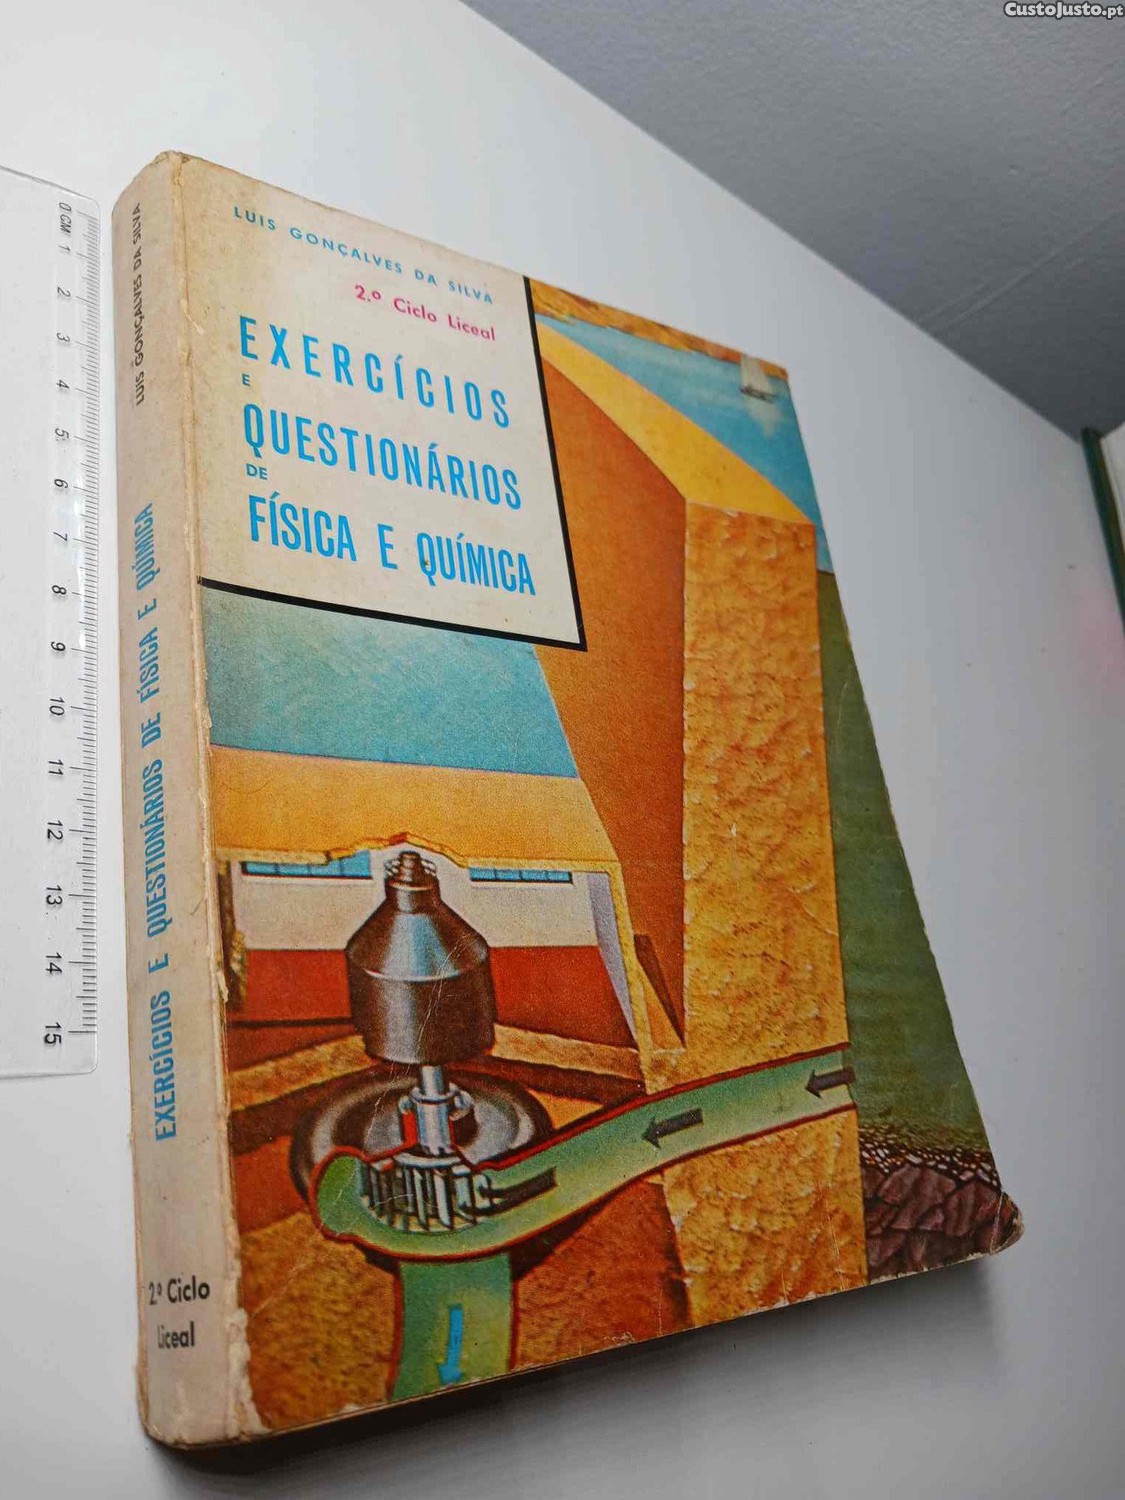 CustoJusto.pt
LUIS GONÇALVES DA SILVA
2.º Ciclo Liceal
EXERCÍCIOS
E
QUESTIONÁRIOS
DE
FÍSICA E QUÍMICA
LUIS GONÇALVES DA SILVA
EXERCÍCIOS E QUESTIONÁRIOS DE FÍSICA E QUÍMICA
2º Ciclo
Liceal
0 CM 1 2 3 4 5 6 7 8 9 10 11 12 13 14 15